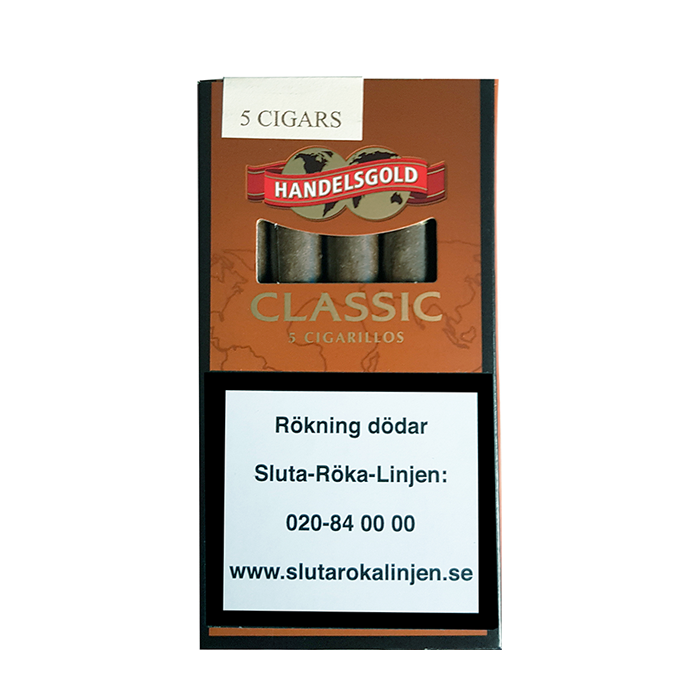 5 CIGARS
HANDELSGOLD
CLASSIC
5 CIGARILLOS
Rökning dödar
Sluta-Röka-Linjen:
020-84 00 00
www.slutarokalinjen.se